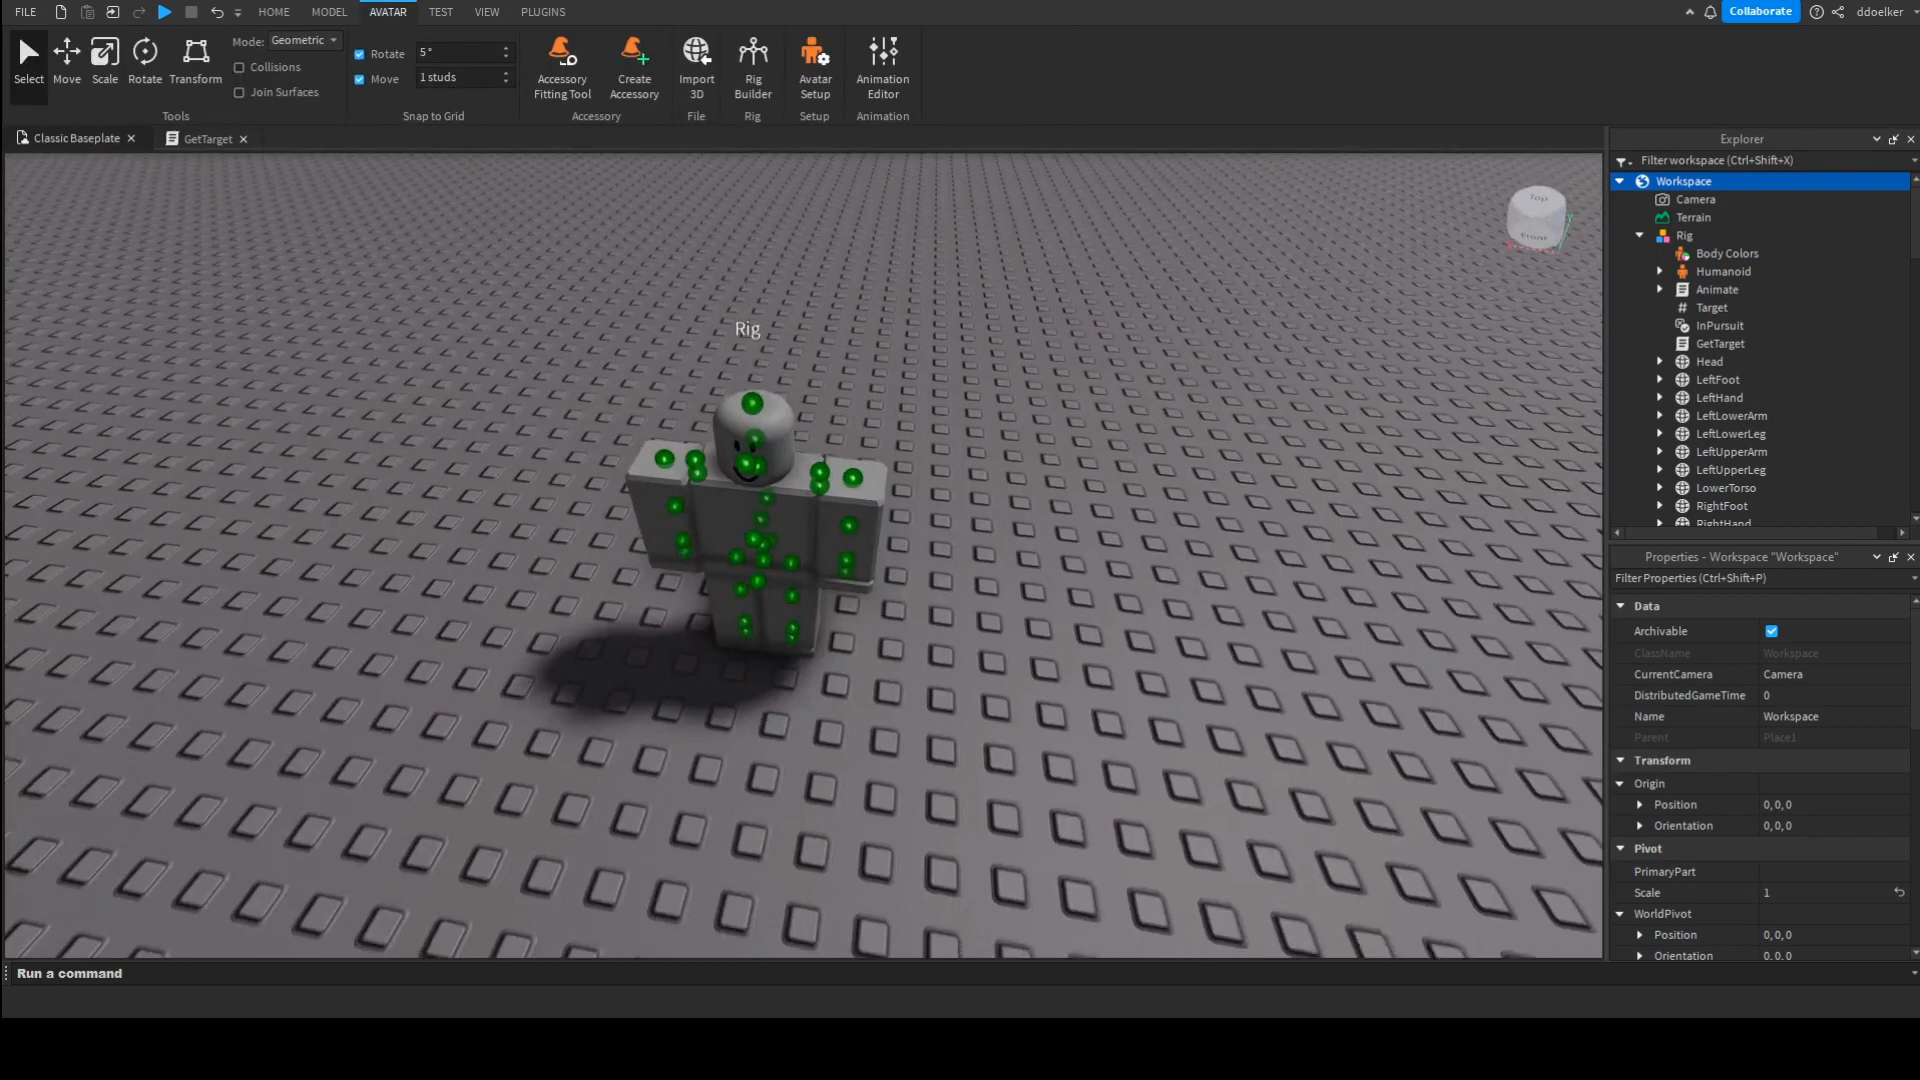 FILE HOME MODEL AVATAR TEST VIEW PLUGINS Collaborate ddoelker
Select Move Scale Rotate Transform
Mode: Geometric
Collisions
Join Surfaces
Tools
Rotate 5°
Move 1 studs
Snap to Grid
Accessory Fitting Tool
Create Accessory
Accessory
Import 3D
File
Rig Builder
Rig
Avatar Setup
Setup
Animation Editor
Animation
Classic Baseplate
GetTarget
Rig
Top
Front
Y
Explorer
Filter workspace (Ctrl+Shift+X)
Workspace
Camera
Terrain
Rig
Body Colors
Humanoid
Animate
# Target
InPursuit
GetTarget
Head
LeftFoot
LeftHand
LeftLowerArm
LeftLowerLeg
LeftUpperArm
LeftUpperLeg
LowerTorso
RightFoot
RightHand
Properties - Workspace "Workspace"
Filter Properties (Ctrl+Shift+P)
Data
Archivable
ClassName Workspace
CurrentCamera Camera
DistributedGameTime 0
Name Workspace
Parent Place1
Transform
Origin
Position 0, 0, 0
Orientation 0, 0, 0
Pivot
PrimaryPart
Scale 1
WorldPivot
Position 0, 0, 0
Orientation 0, 0, 0
Run a command